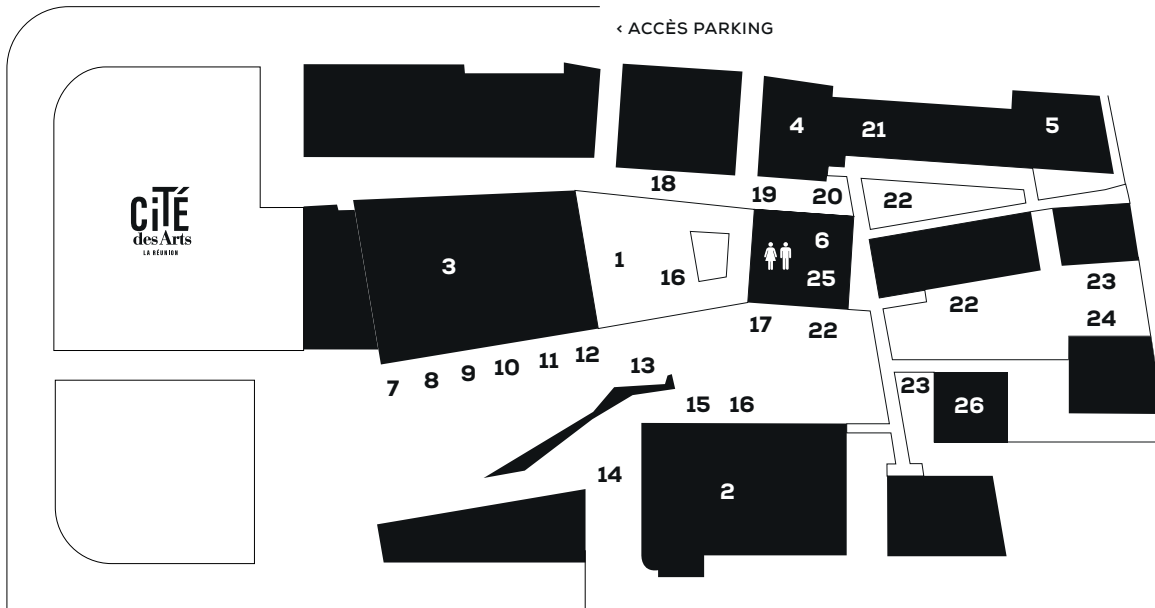 ‹ ACCÈS PARKING
4 21 5
CiTÉ
des Arts
LA RÉUNION
18 19 20 22
3 1 16 6
25 23
22
17 22 24
7 8 9 10 11 12
13 23
15 16 26
14 2